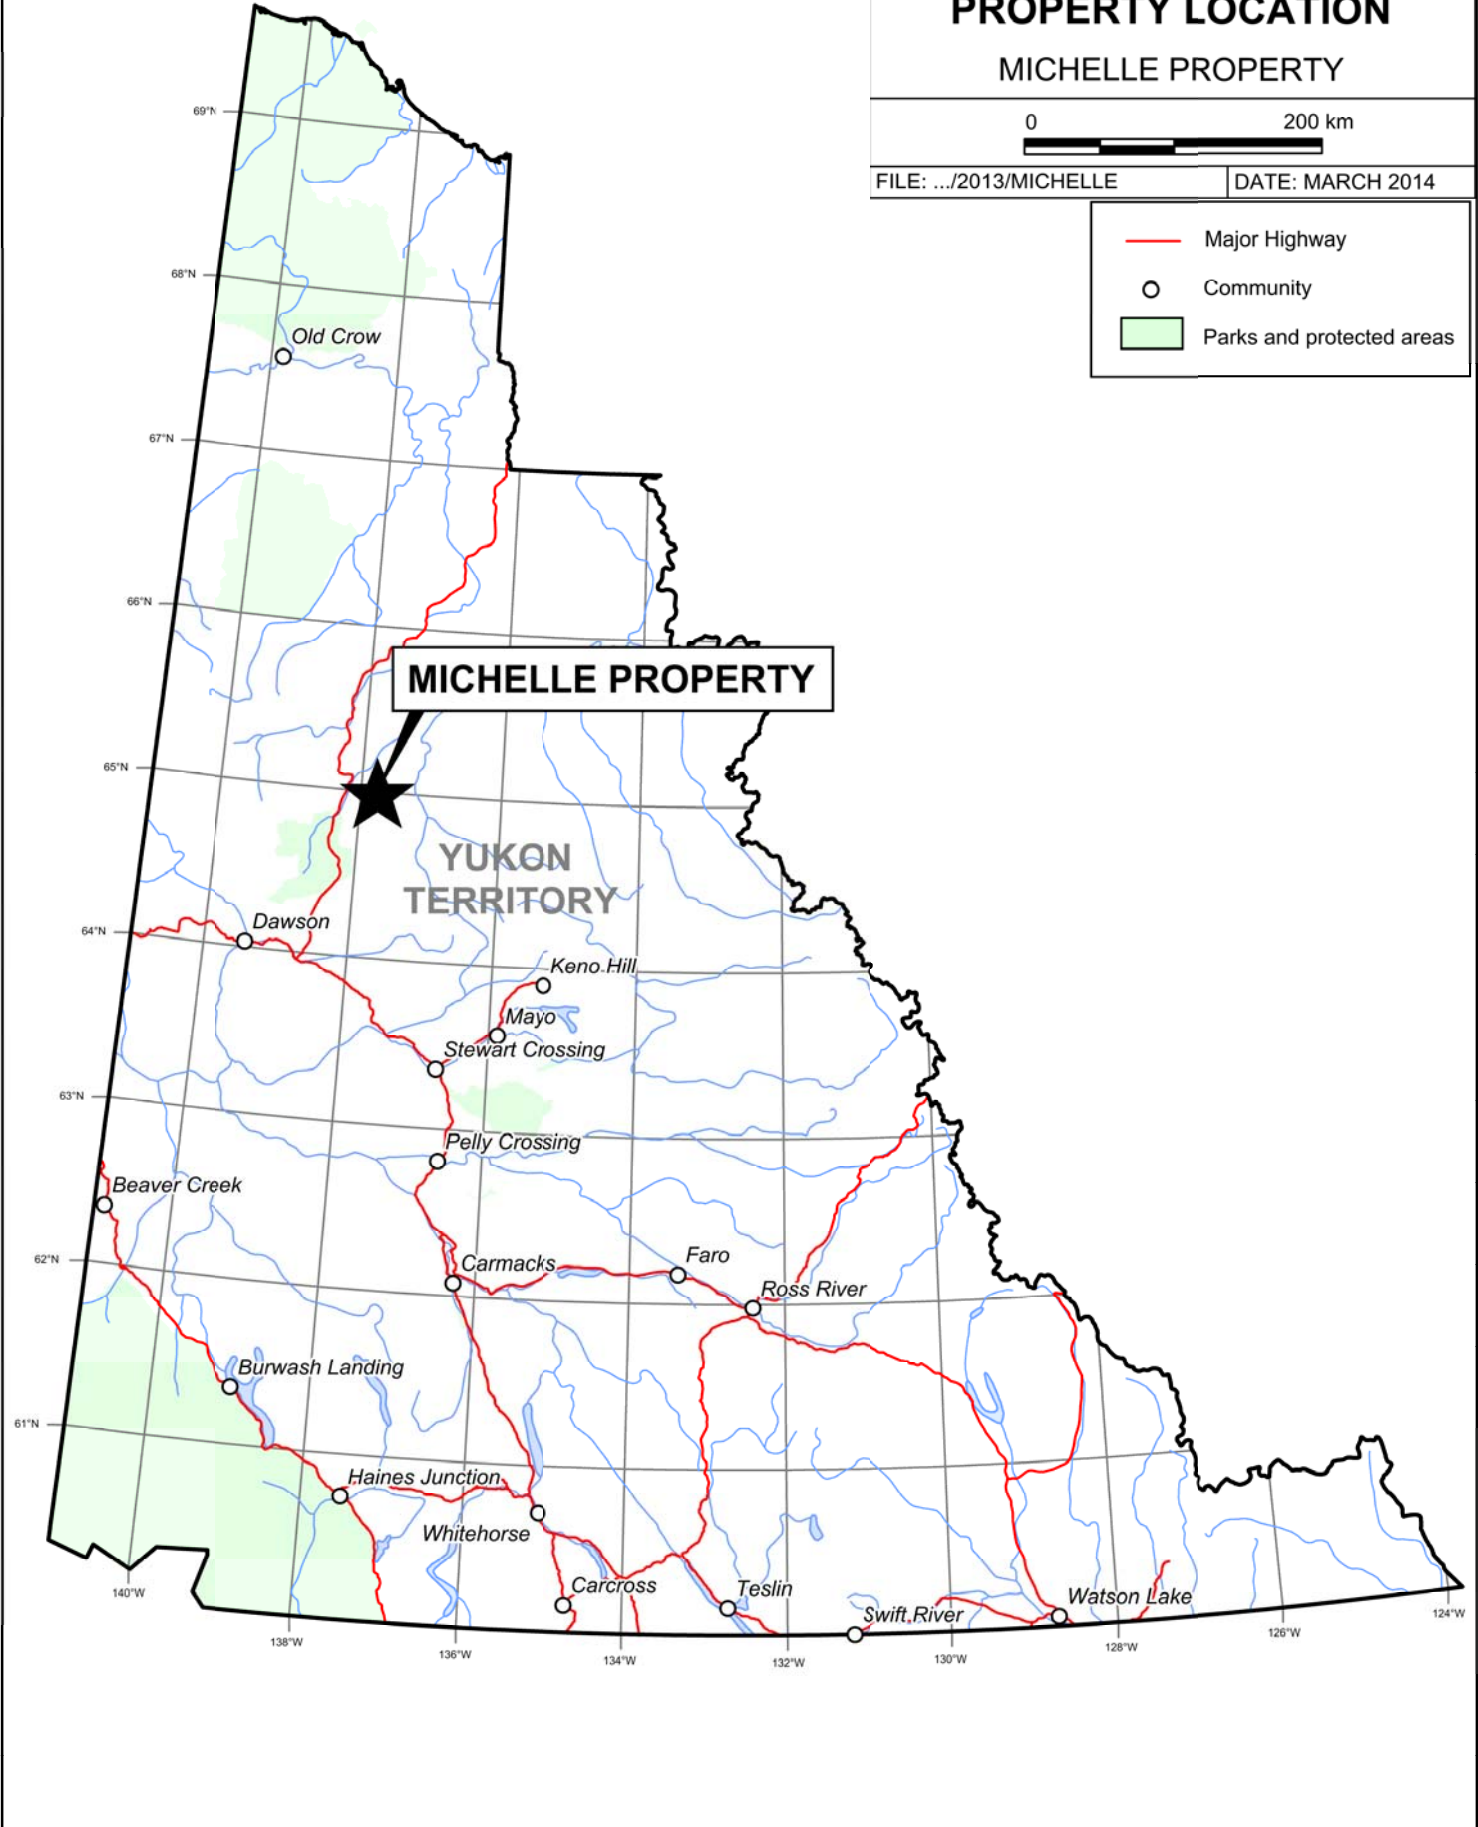 PROPERTY LOCATION
MICHELLE PROPERTY
0 200 km
FILE: .../2013/MICHELLE DATE: MARCH 2014
Major Highway
Community
Parks and protected areas
69°N
68°N
Old Crow
67°N
66°N
MICHELLE PROPERTY
65°N
YUKON
TERRITORY
Dawson
64°N
Keno Hill
Mayo
Stewart Crossing
63°N
Pelly Crossing
Beaver Creek
62°N
Carmacks
Faro
Ross River
Burwash Landing
61°N
Haines Junction
Whitehorse
Carcross
Teslin
Swift River
Watson Lake
140°W
138°W
136°W
134°W
132°W
130°W
128°W
126°W
124°W